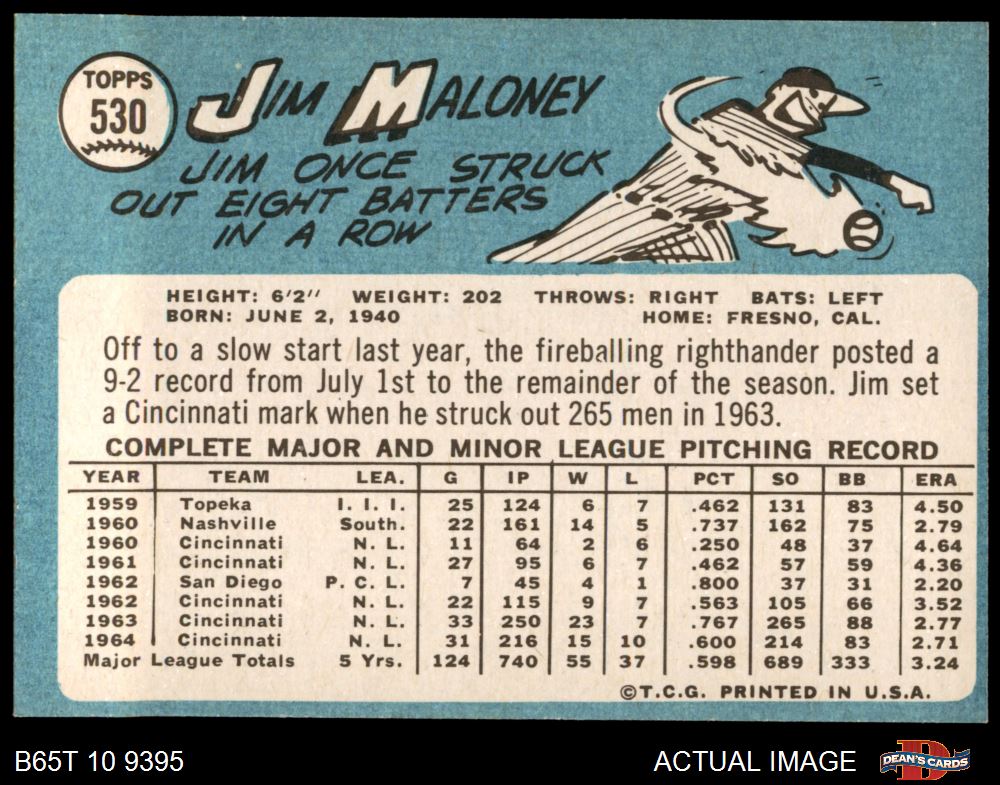 TOPPS
530
JIM MALONEY
JIM ONCE STRUCK
OUT EIGHT BATTERS
IN A ROW
HEIGHT: 6'2" WEIGHT: 202 THROWS: RIGHT BATS: LEFT
BORN: JUNE 2, 1940 HOME: FRESNO, CAL.
Off to a slow start last year, the fireballing righthander posted a
9-2 record from July 1st to the remainder of the season. Jim set
a Cincinnati mark when he struck out 265 men in 1963.
COMPLETE MAJOR AND MINOR LEAGUE PITCHING RECORD
YEAR TEAM LEA. G IP W L PCT SO BB ERA
1959 Topeka I. I. I. 25 124 6 7 .462 131 83 4.50
1960 Nashville South. 22 161 14 5 .737 162 75 2.79
1960 Cincinnati N. L. 11 64 2 6 .250 48 37 4.64
1961 Cincinnati N. L. 27 95 6 7 .462 57 59 4.36
1962 San Diego P. C. L. 7 45 4 1 .800 37 31 2.20
1962 Cincinnati N. L. 22 115 9 7 .563 105 66 3.52
1963 Cincinnati N. L. 33 250 23 7 .767 265 88 2.77
1964 Cincinnati N. L. 31 216 15 10 .600 214 83 2.71
Major League Totals 5 Yrs. 124 740 55 37 .598 689 333 3.24
©T.C.G. PRINTED IN U.S.A.
B65T 10 9395 ACTUAL IMAGE DEAN'S CARDS